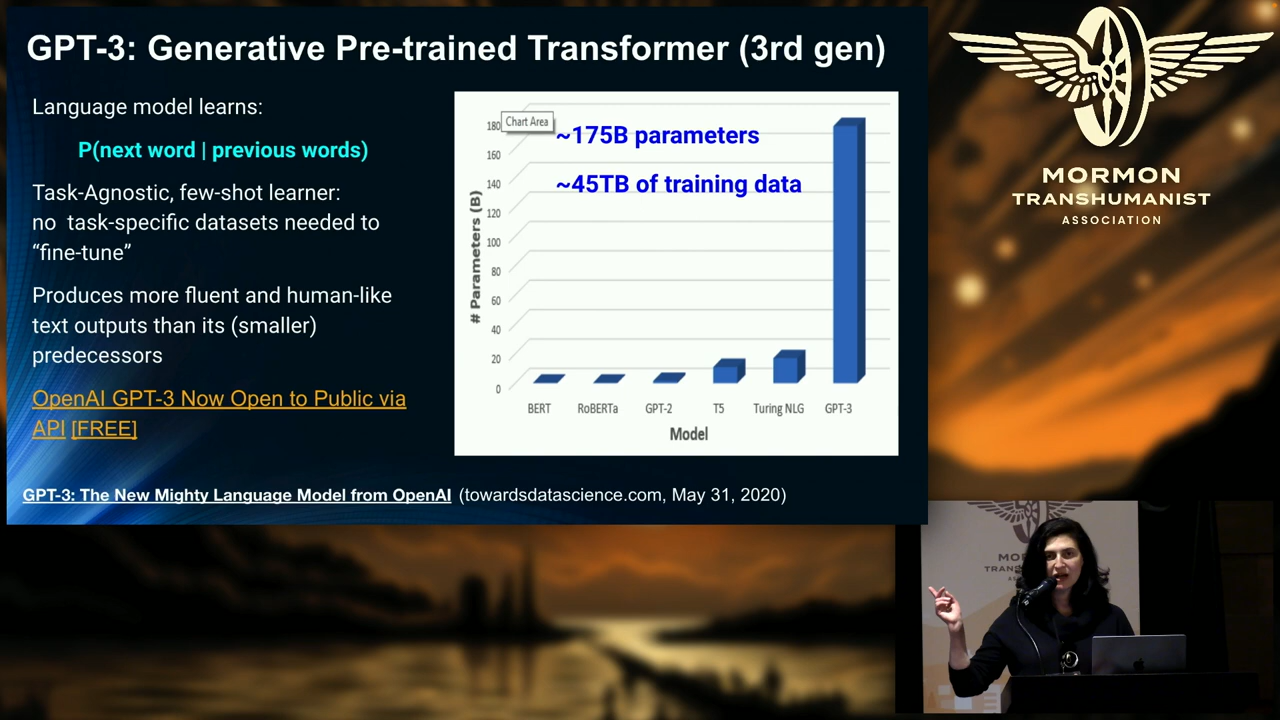 GPT-3: Generative Pre-trained Transformer (3rd gen)
Language model learns:
P(next word | previous words)
Task-Agnostic, few-shot learner:
no task-specific datasets needed to
“fine-tune”
Produces more fluent and human-like
text outputs than its (smaller)
predecessors
OpenAI GPT-3 Now Open to Public via
API [FREE]
Chart Area
~175B parameters
~45TB of training data
# Parameters (B)
180
160
140
120
100
80
60
40
20
0
BERT RoBERTa GPT-2 T5 Turing NLG GPT-3
Model
GPT-3: The New Mighty Language Model from OpenAI (towardsdatascience.com, May 31, 2020)
MORMON
TRANSHUMANIST
ASSOCIATION
MOR
TRANS